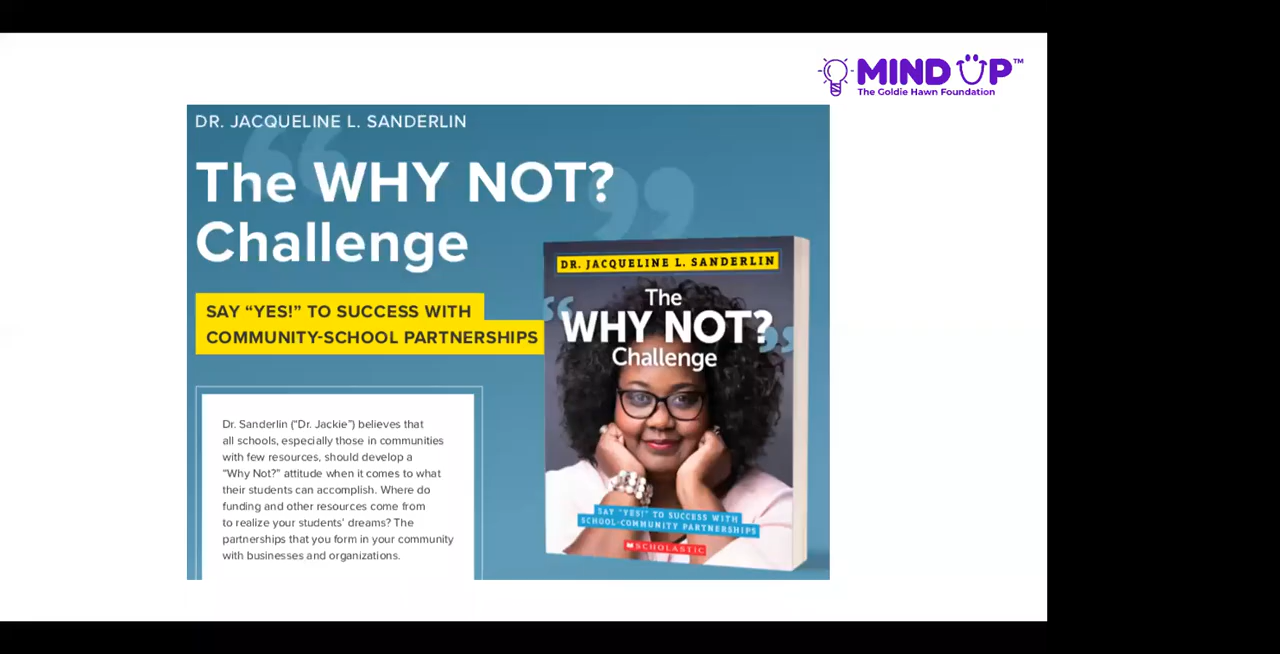 MIND UP™
The Goldie Hawn Foundation
DR. JACQUELINE L. SANDERLIN
The WHY NOT?
Challenge
SAY “YES!” TO SUCCESS WITH
COMMUNITY-SCHOOL PARTNERSHIPS
Dr. Sanderlin (“Dr. Jackie”) believes that
all schools, especially those in communities
with few resources, should develop a
“Why Not?” attitude when it comes to what
their students can accomplish. Where do
funding and other resources come from
to realize your students’ dreams? The
partnerships that you form in your community
with businesses and organizations.
DR. JACQUELINE L. SANDERLIN
The
“WHY NOT?”
Challenge
SAY “YES!” TO SUCCESS WITH
SCHOOL-COMMUNITY PARTNERSHIPS
SCHOLASTIC